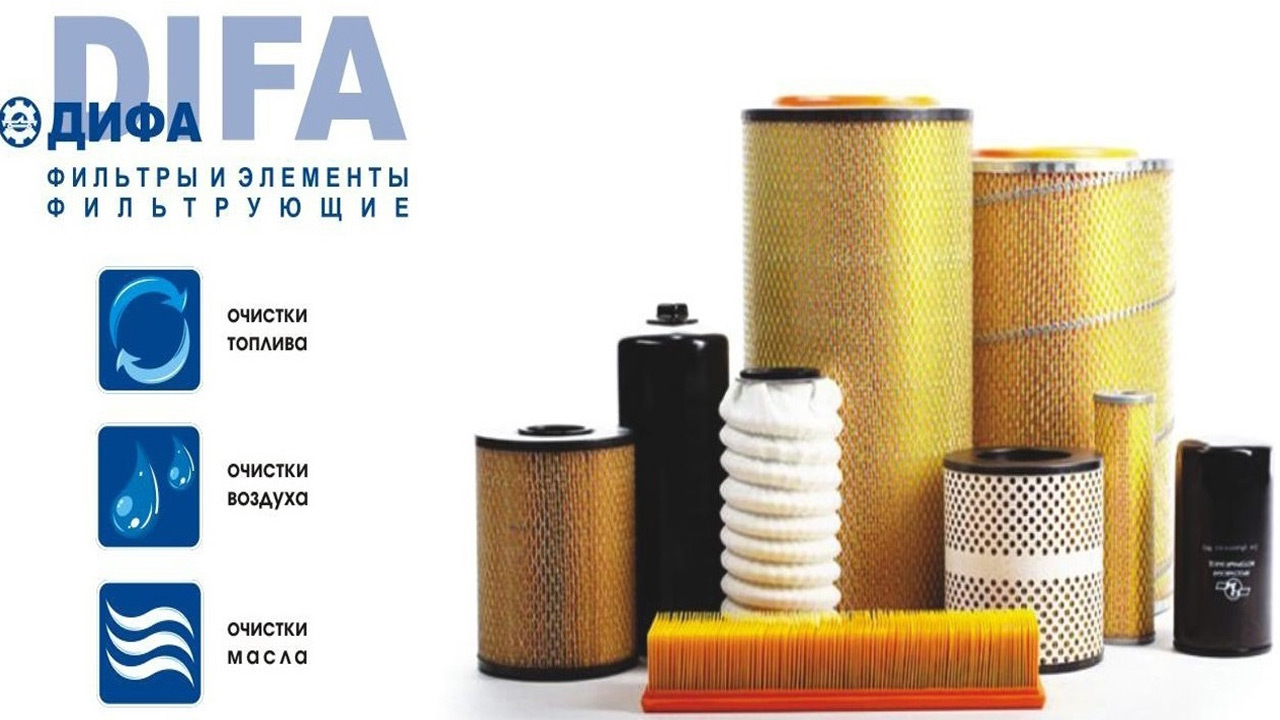 DIFA
ДИФА
ФИЛЬТРЫ И ЭЛЕМЕНТЫ
ФИЛЬТРУЮЩИЕ
ОЧИСТКИ
ТОПЛИВА
ОЧИСТКИ
ВОЗДУХА
ОЧИСТКИ
МАСЛА